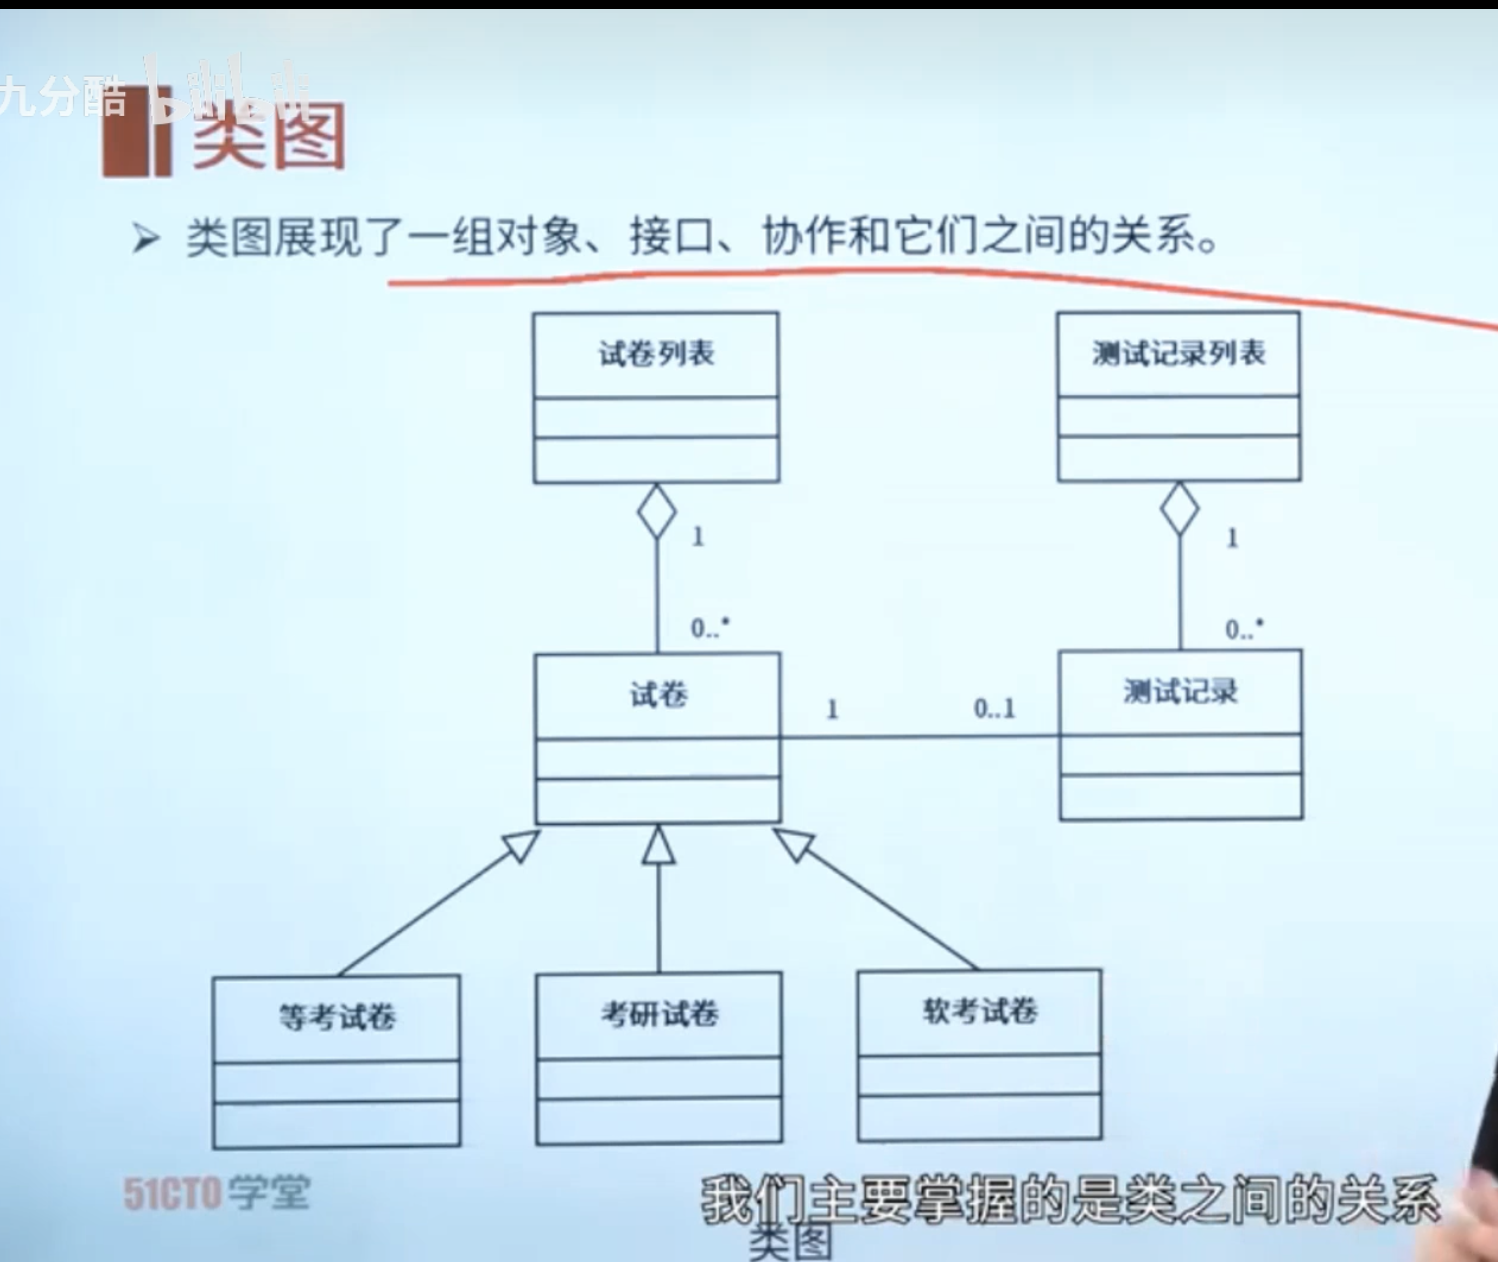 九分酷 bilibili
类图
➢ 类图展现了一组对象、接口、协作和它们之间的关系。
试卷列表
测试记录列表
1
1
0..*
0..*
试卷
1
0..1
测试记录
等考试卷
考研试卷
软考试卷
51CTO学堂
我们主要掌握的是类之间的关系
类图